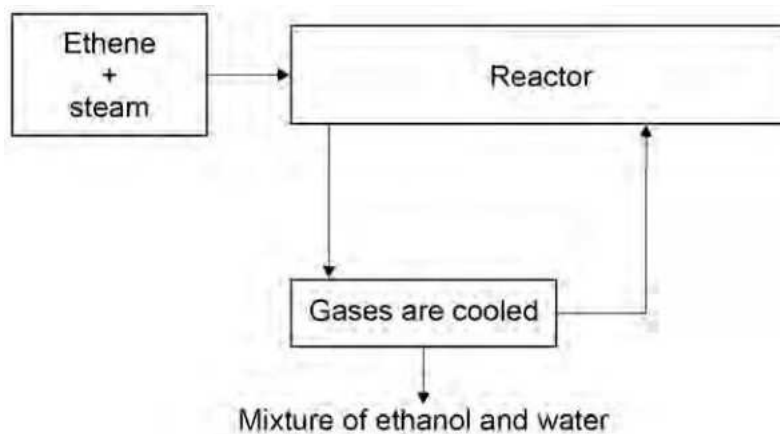 Ethene
+
steam
Reactor
Gases are cooled
Mixture of ethanol and water